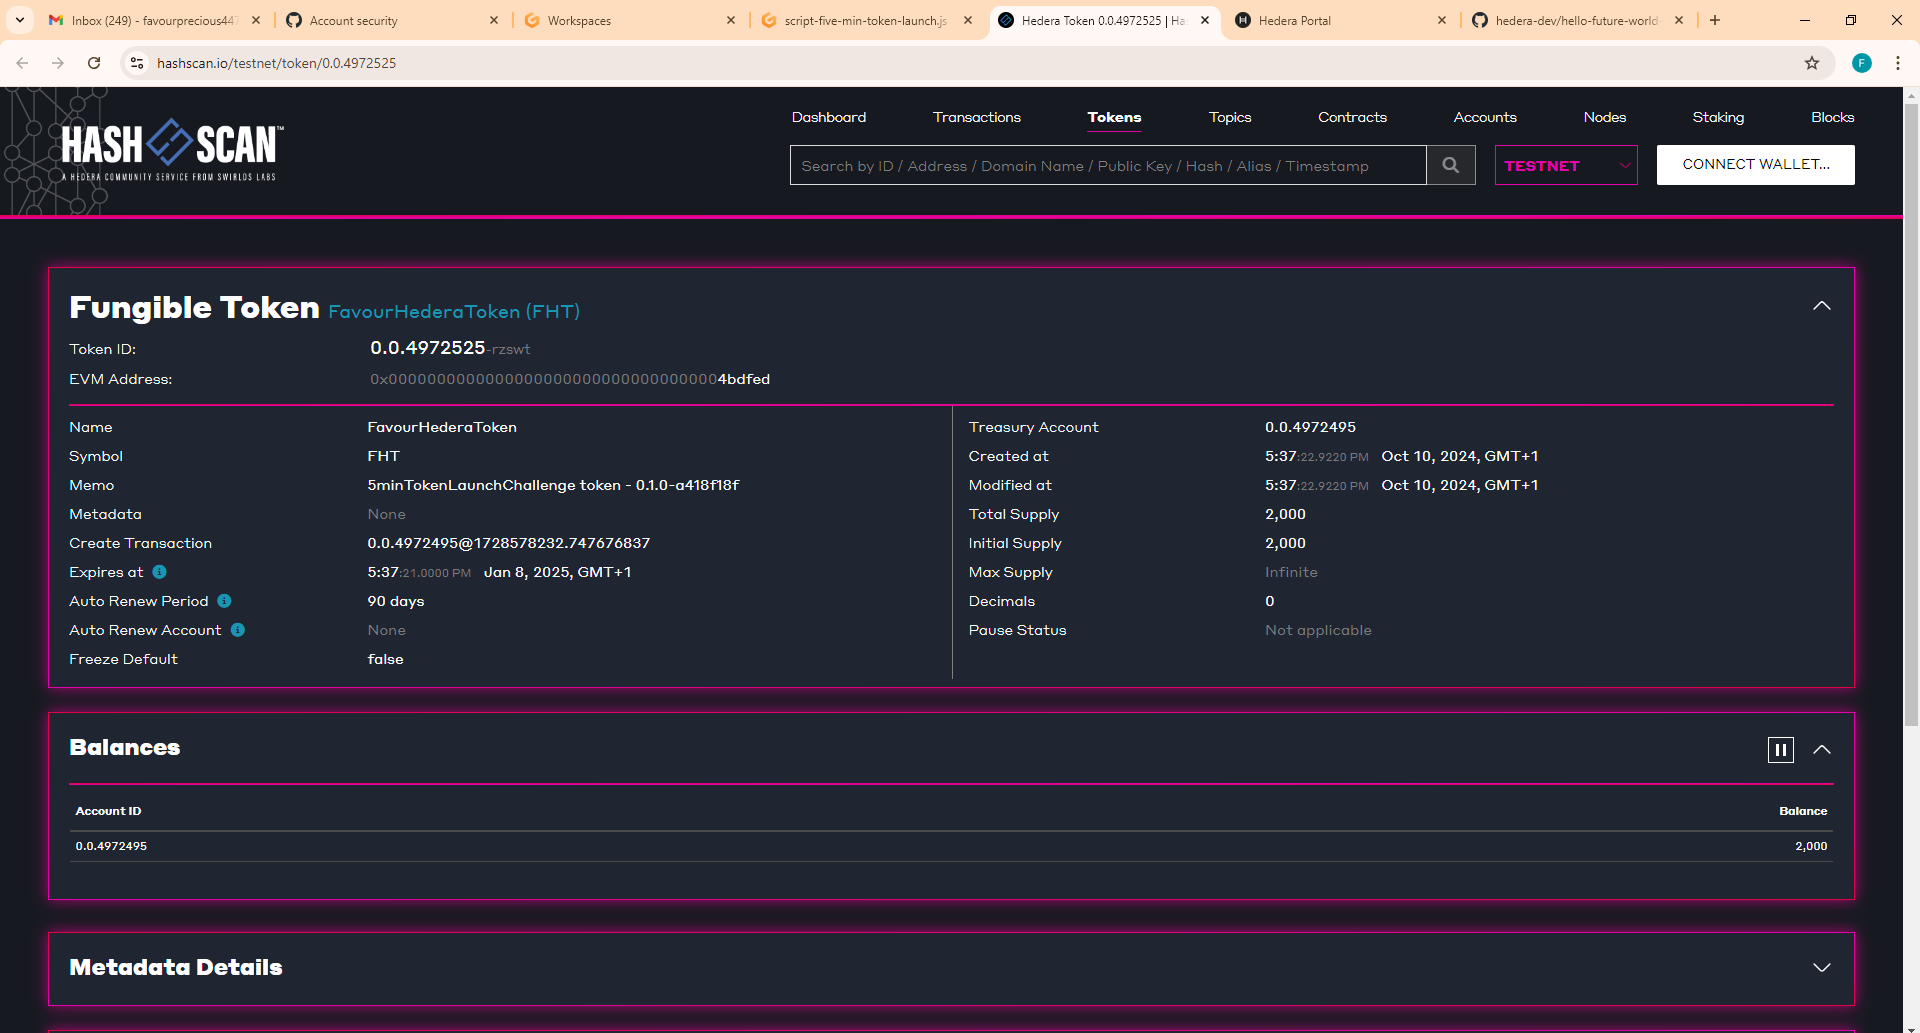 Inbox (249) - favourprecious447
Account security
Workspaces
script-five-min-token-launch.js
Hedera Token 0.0.4972525 | Ha
Hedera Portal
hedera-dev/hello-future-world-
hashscan.io/testnet/token/0.0.4972525
F
HASH SCAN™
A HEDERA COMMUNITY SERVICE FROM SWIRLDS LABS
Dashboard Transactions Tokens Topics Contracts Accounts Nodes Staking Blocks
Search by ID / Address / Domain Name / Public Key / Hash / Alias / Timestamp
TESTNET
CONNECT WALLET...
Fungible Token FavourHederaToken (FHT)
Token ID: 0.0.4972525-rzswt
EVM Address: 0x00000000000000000000000000000000004bdfed
Name FavourHederaToken
Symbol FHT
Memo 5minTokenLaunchChallenge token - 0.1.0-a418f18f
Metadata None
Create Transaction 0.0.4972495@1728578232.747676837
Expires at 5:37:21.0000 PM Jan 8, 2025, GMT+1
Auto Renew Period 90 days
Auto Renew Account None
Freeze Default false
Treasury Account 0.0.4972495
Created at 5:37:22.9220 PM Oct 10, 2024, GMT+1
Modified at 5:37:22.9220 PM Oct 10, 2024, GMT+1
Total Supply 2,000
Initial Supply 2,000
Max Supply Infinite
Decimals 0
Pause Status Not applicable
Balances
Account ID Balance
0.0.4972495 2,000
Metadata Details